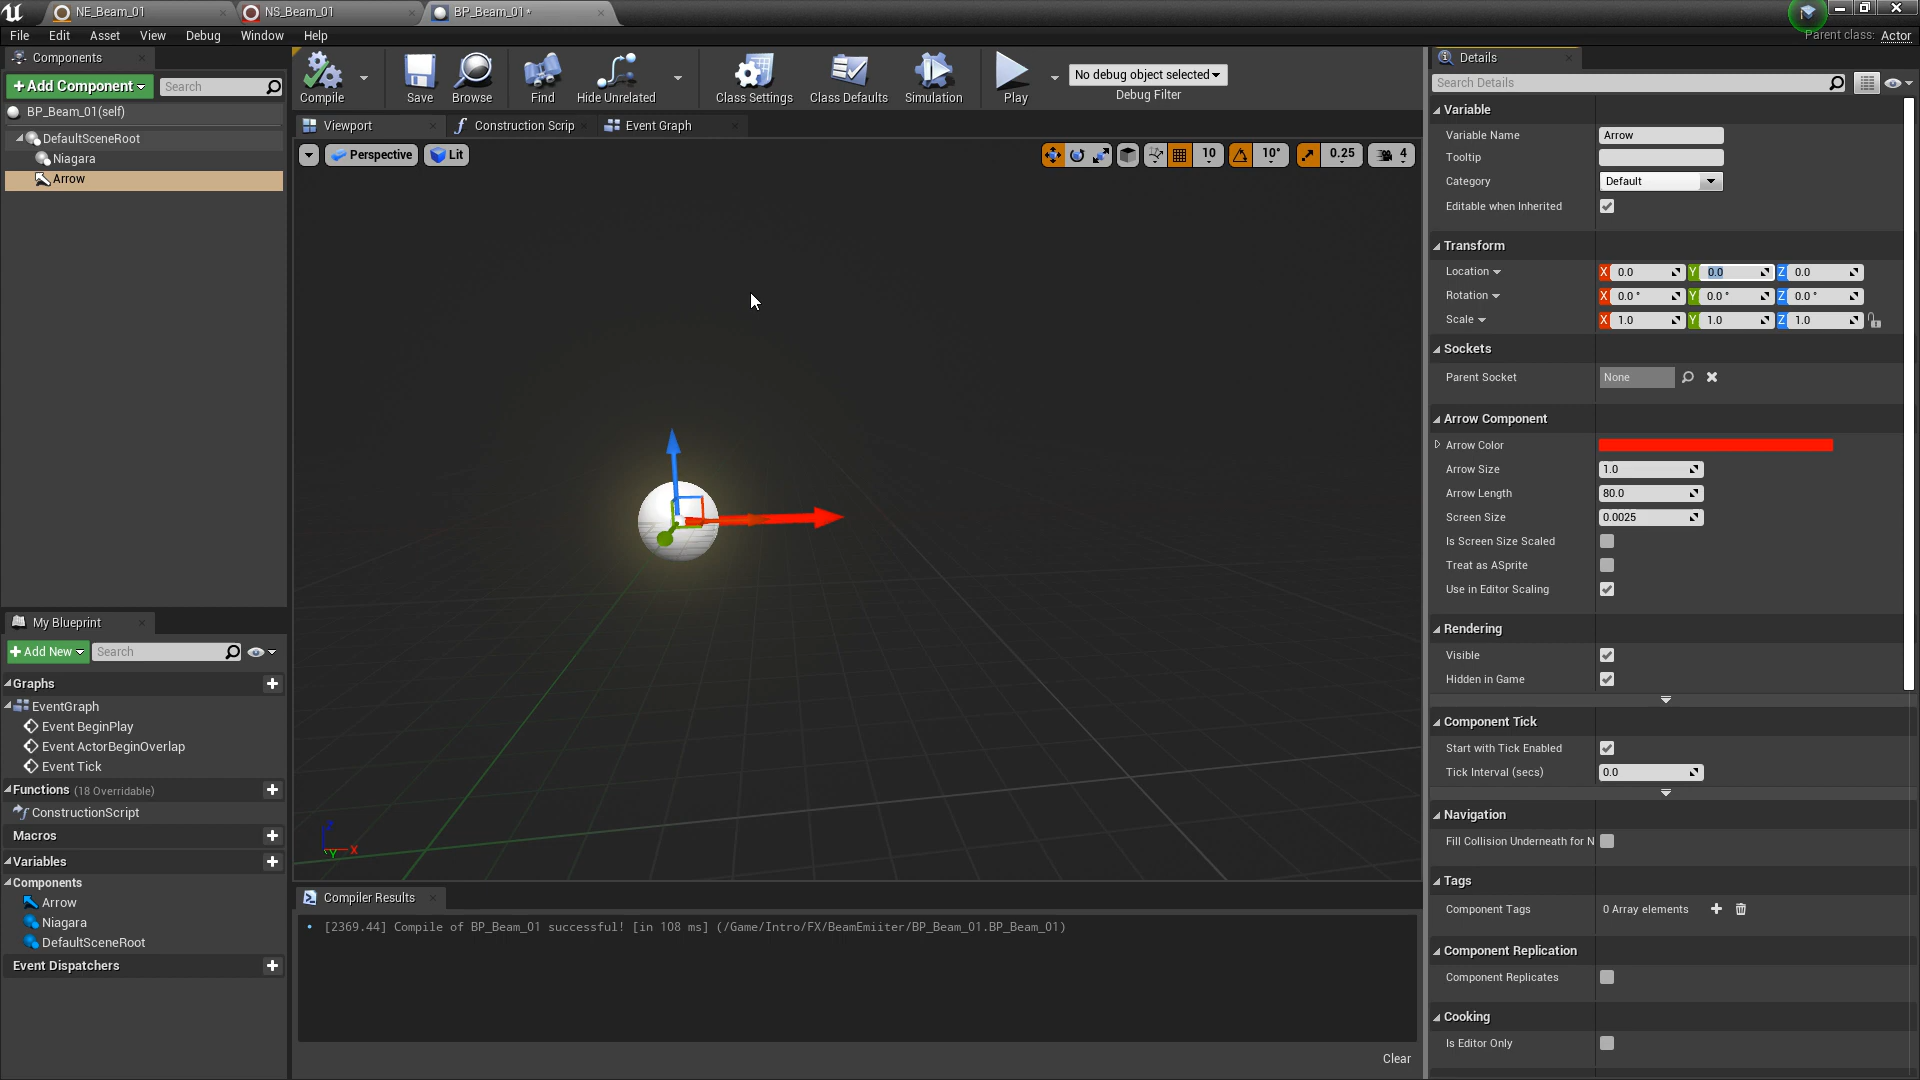 NE_Beam_01
NS_Beam_01
BP_Beam_01*
File Edit Asset View Debug Window Help
Parent class: Actor
Components
+Add Component
Search
BP_Beam_01(self)
DefaultSceneRoot
Niagara
Arrow
Compile
Save
Browse
Find
Hide Unrelated
Class Settings
Class Defaults
Simulation
Play
No debug object selected
Debug Filter
Viewport
Construction Scrip
Event Graph
Perspective
Lit
10
10°
0.25
4
X
Y
Z
My Blueprint
+Add New
Search
Graphs
EventGraph
Event BeginPlay
Event ActorBeginOverlap
Event Tick
Functions (18 Overridable)
ConstructionScript
Macros
Variables
Components
Arrow
Niagara
DefaultSceneRoot
Event Dispatchers
Compiler Results
• [2369.44] Compile of BP_Beam_01 successful! [in 108 ms] (/Game/Intro/FX/BeamEmiiter/BP_Beam_01.BP_Beam_01)
Clear
Details
Search Details
Variable
Variable Name Arrow
Tooltip
Category Default
Editable when Inherited
Transform
Location X 0.0 Y 0.0 Z 0.0
Rotation X 0.0 ° Y 0.0 ° Z 0.0 °
Scale X 1.0 Y 1.0 Z 1.0
Sockets
Parent Socket None
Arrow Component
Arrow Color
Arrow Size 1.0
Arrow Length 80.0
Screen Size 0.0025
Is Screen Size Scaled
Treat as ASprite
Use in Editor Scaling
Rendering
Visible
Hidden in Game
Component Tick
Start with Tick Enabled
Tick Interval (secs) 0.0
Navigation
Fill Collision Underneath for N
Tags
Component Tags 0 Array elements
Component Replication
Component Replicates
Cooking
Is Editor Only